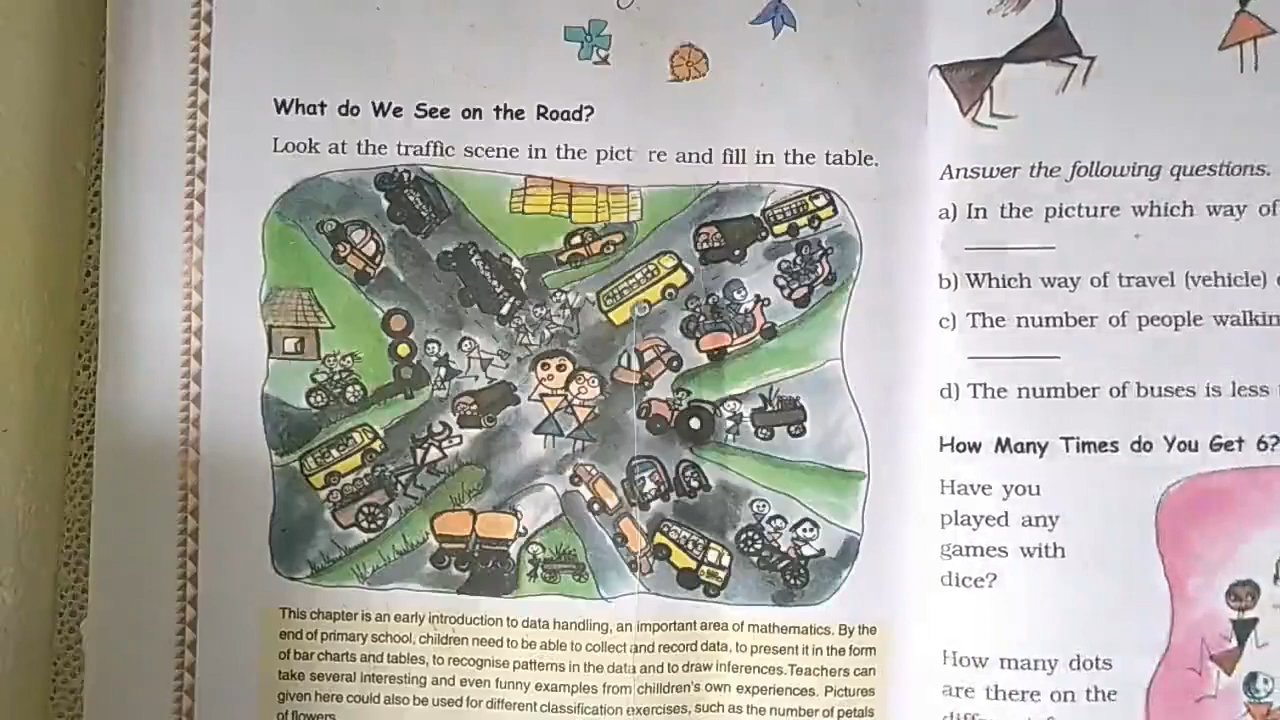 What do We See on the Road?
Look at the traffic scene in the pict re and fill in the table.
This chapter is an early introduction to data handling, an important area of mathematics. By the
end of primary school, children need to be able to collect and record data, to present it in the form
of bar charts and tables, to recognise patterns in the data and to draw inferences. Teachers can
take several interesting and even funny examples from chilldren's own experiences. Pictures
given here could also be used for different classification exercises, such as the number of petals
of flowers
Answer the following questions.
a) In the picture which way of
b) Which way of travel (vehicle)
c) The number of people walkin
d) The number of buses is less
How Many Times do You Get 6?
Have you
played any
games with
dice?
How many dots
are there on the